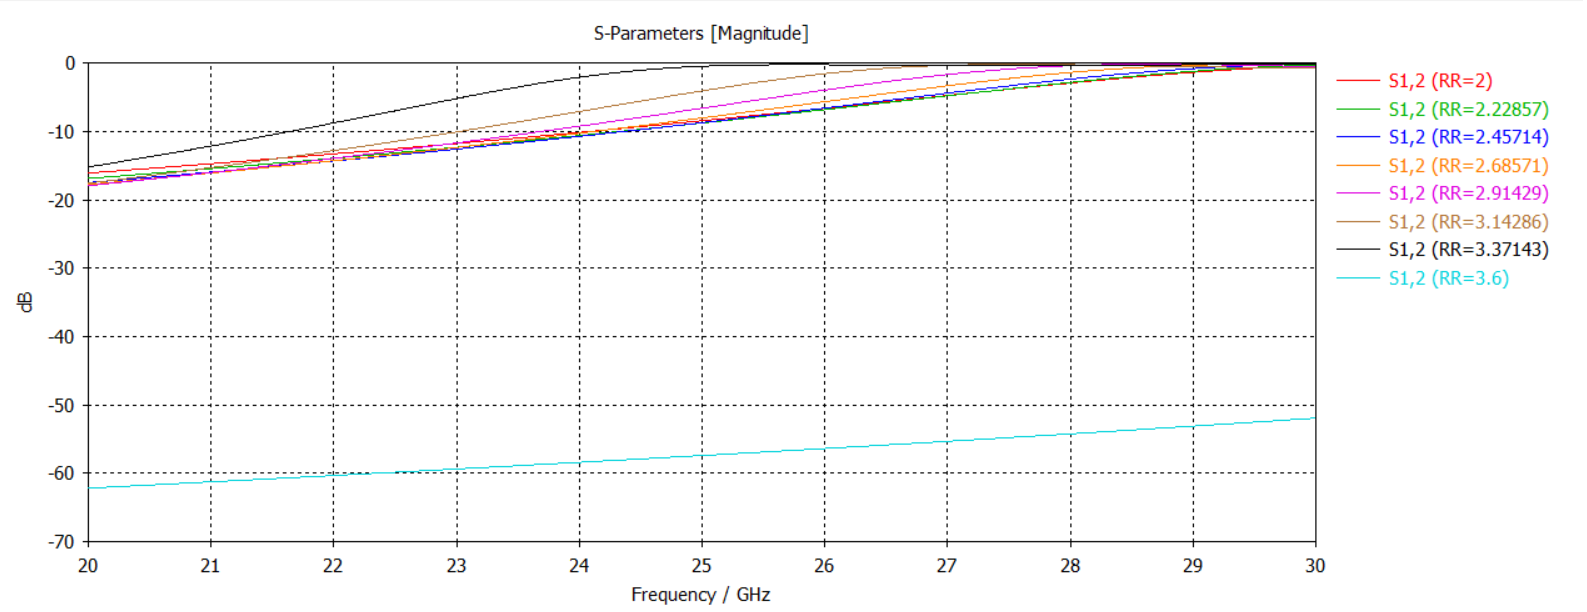 S-Parameters [Magnitude]
0
-10
-20
-30
-40
-50
-60
-70
dB
20 21 22 23 24 25 26 27 28 29 30
Frequency / GHz
S1,2 (RR=2)
S1,2 (RR=2.22857)
S1,2 (RR=2.45714)
S1,2 (RR=2.68571)
S1,2 (RR=2.91429)
S1,2 (RR=3.14286)
S1,2 (RR=3.37143)
S1,2 (RR=3.6)